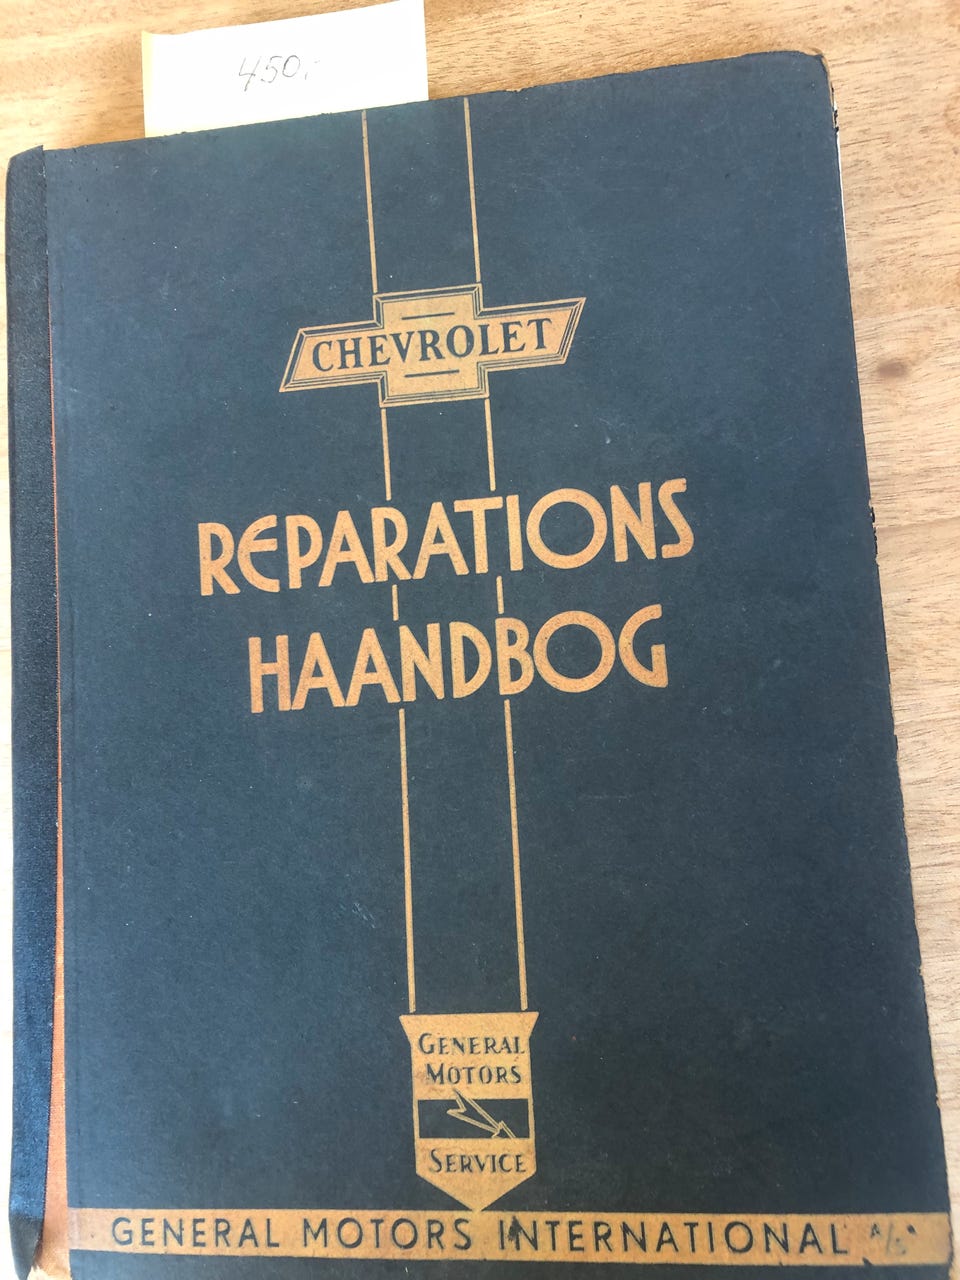 450,-
CHEVROLET
REPARATIONS
HAANDBOG
GENERAL
MOTORS
SERVICE
GENERAL MOTORS INTERNATIONAL A/S